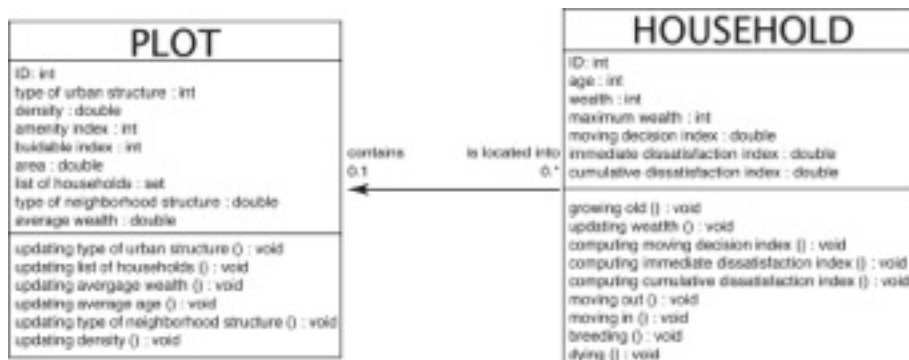 PLOT
ID: int
type of urban structure : int
density : double
amenity index : int
buidable index : int
area : double
list of households : set
type of neighborhood structure : double
average wealth : double
updating type of urban structure () : void
updating list of households () : void
updating avergage wealth () : void
updating average age () : void
updating type of neighborhood structure () : void
updating density () : void
contains
0.1
is located into
0.*
HOUSEHOLD
ID: int
age : int
wealth : int
maximum wealth : int
moving decision index : double
immediate dissatisfaction index : double
cumulative dissatisfaction index : double
growing old () : void
updating wealtlh () : void
computing moving decision index () : void
computing immediate dissatisfaction index () : void
computing cumulative dissatisfaction index () : void
moving out () : void
moving in () : void
breeding () : void
dying () : void